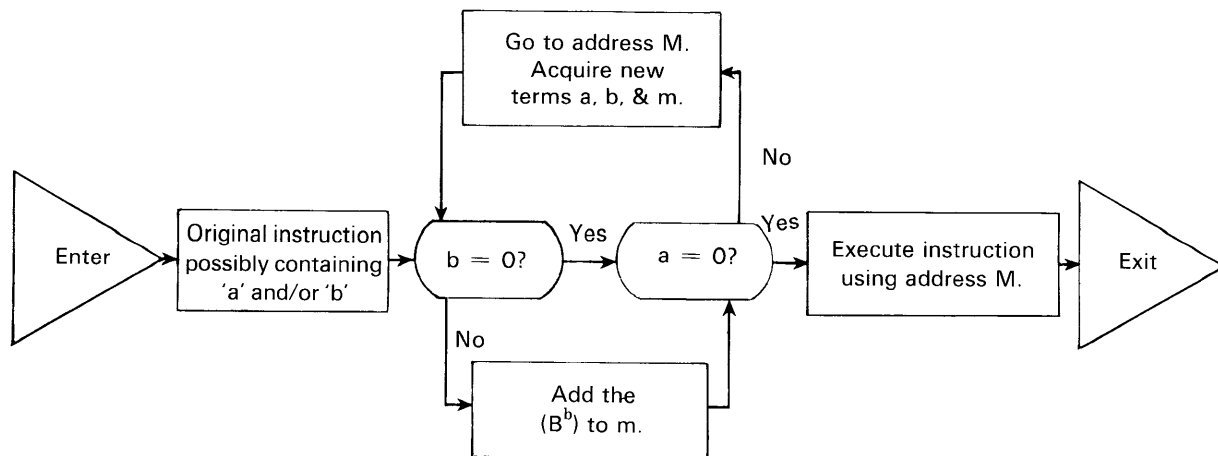 Go to address M.
Acquire new
terms a, b, & m.
No
Enter
Original instruction
possibly containing
'a' and/or 'b'
b = 0?
Yes
a = 0?
Yes
Execute instruction
using address M.
Exit
No
Add the
(Bᵇ) to m.